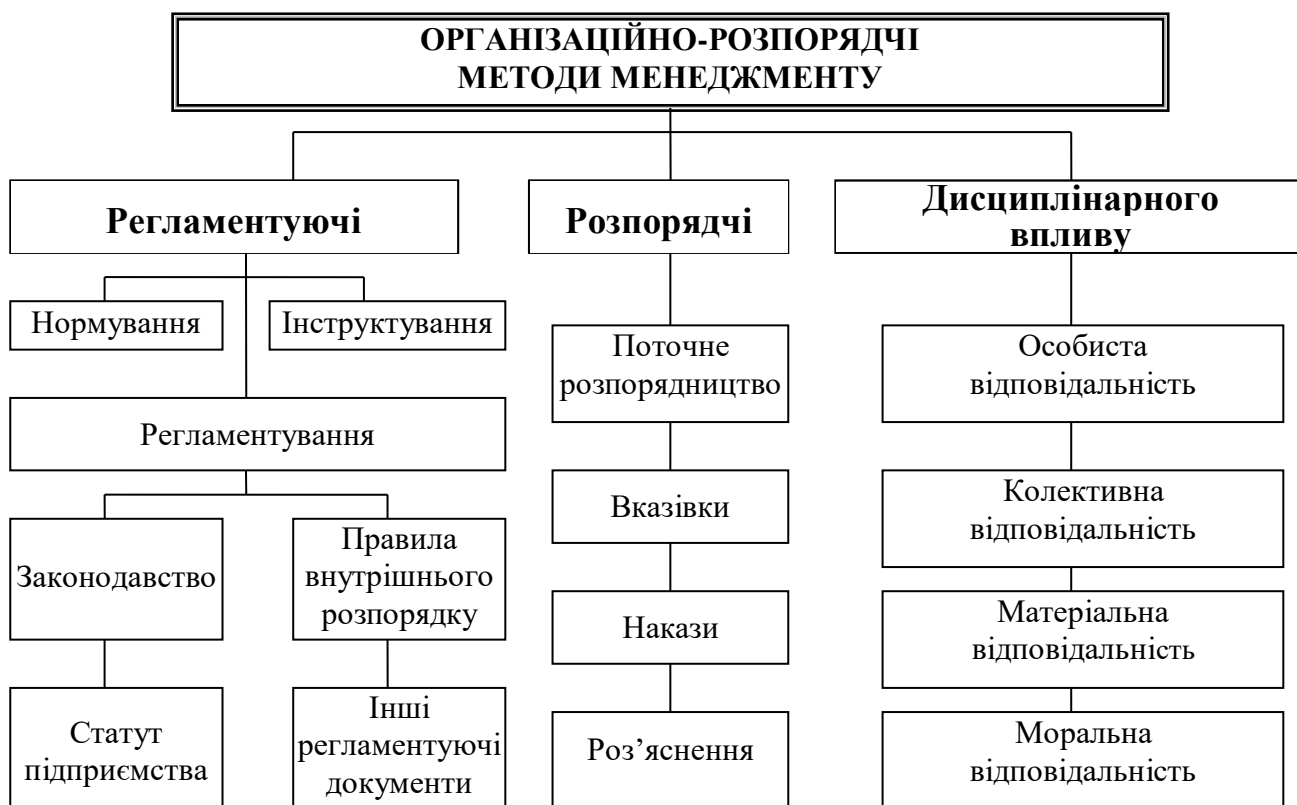 ОРГАНІЗАЦІЙНО-РОЗПОРЯДЧІ
МЕТОДИ МЕНЕДЖМЕНТУ
Регламентуючі
Розпорядчі
Дисциплінарного
впливу
Нормування
Інструктування
Регламентування
Законодавство
Правила
внутрішнього
розпорядку
Статут
підприємства
Інші
регламентуючі
документи
Поточне
розпорядництво
Вказівки
Накази
Роз’яснення
Особиста
відповідальність
Колективна
відповідальність
Матеріальна
відповідальність
Моральна
відповідальність